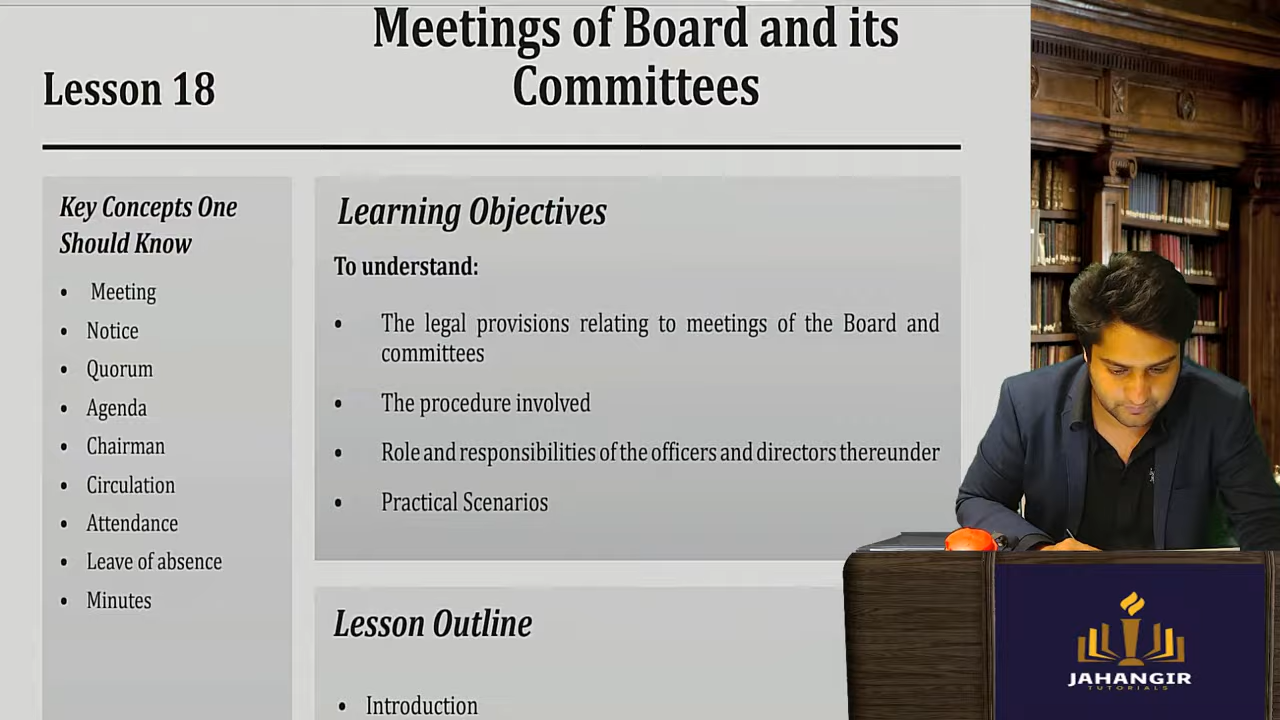 Meetings of Board and its
Committees
Lesson 18
Key Concepts One
Should Know
• Meeting
• Notice
• Quorum
• Agenda
• Chairman
• Circulation
• Attendance
• Leave of absence
• Minutes
Learning Objectives
To understand:
• The legal provisions relating to meetings of the Board and
committees
• The procedure involved
• Role and responsibilities of the officers and directors thereunder
• Practical Scenarios
Lesson Outline
• Introduction
JAHANGIR
TUTORIALS